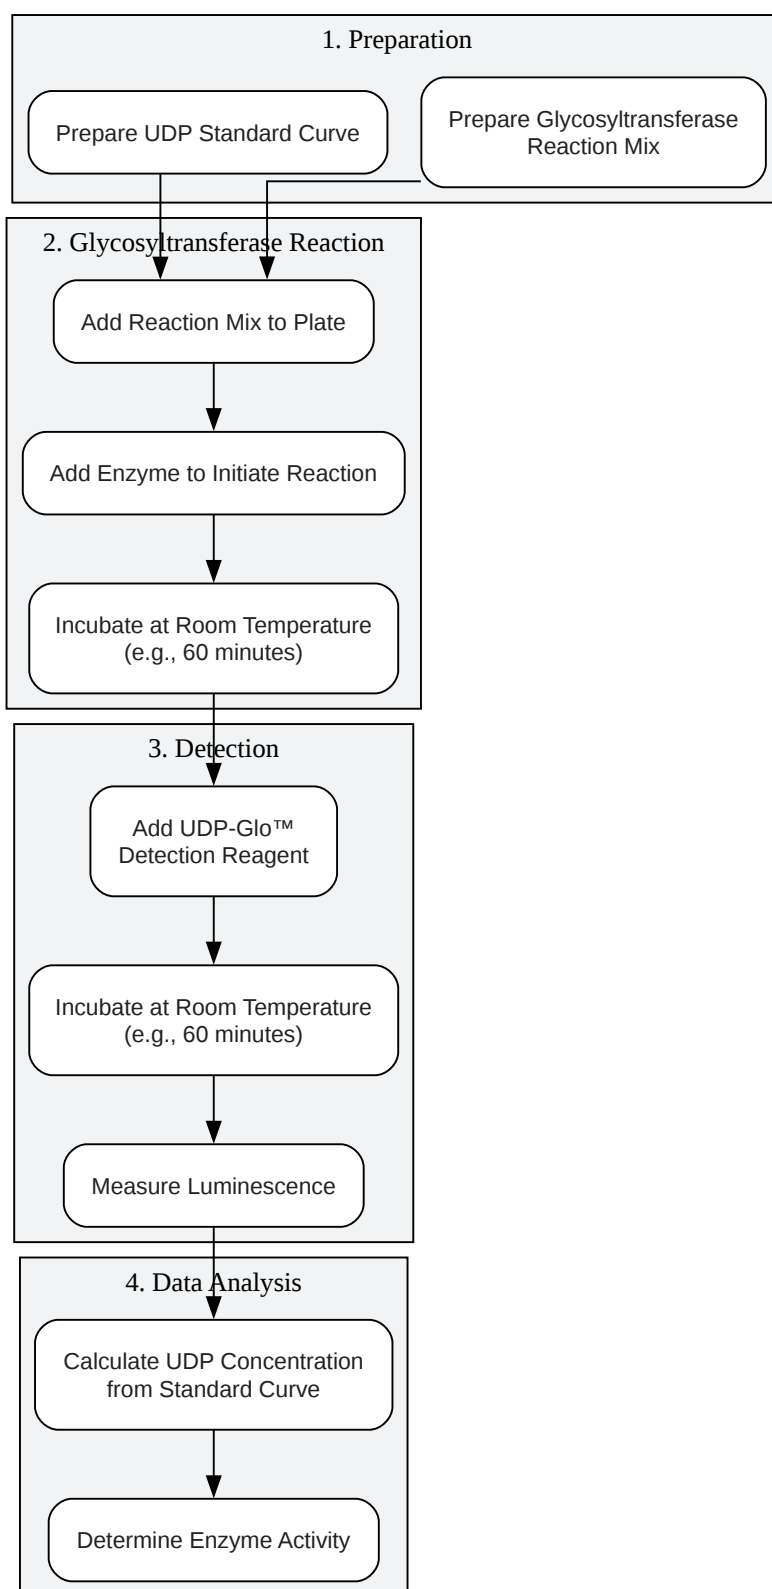 1. Preparation
Prepare UDP Standard Curve
Prepare Glycosyltransferase
Reaction Mix
2. Glycosyltransferase Reaction
Add Reaction Mix to Plate
Add Enzyme to Initiate Reaction
Incubate at Room Temperature
(e.g., 60 minutes)
3. Detection
Add UDP-Glo™
Detection Reagent
Incubate at Room Temperature
(e.g., 60 minutes)
Measure Luminescence
4. Data Analysis
Calculate UDP Concentration
from Standard Curve
Determine Enzyme Activity